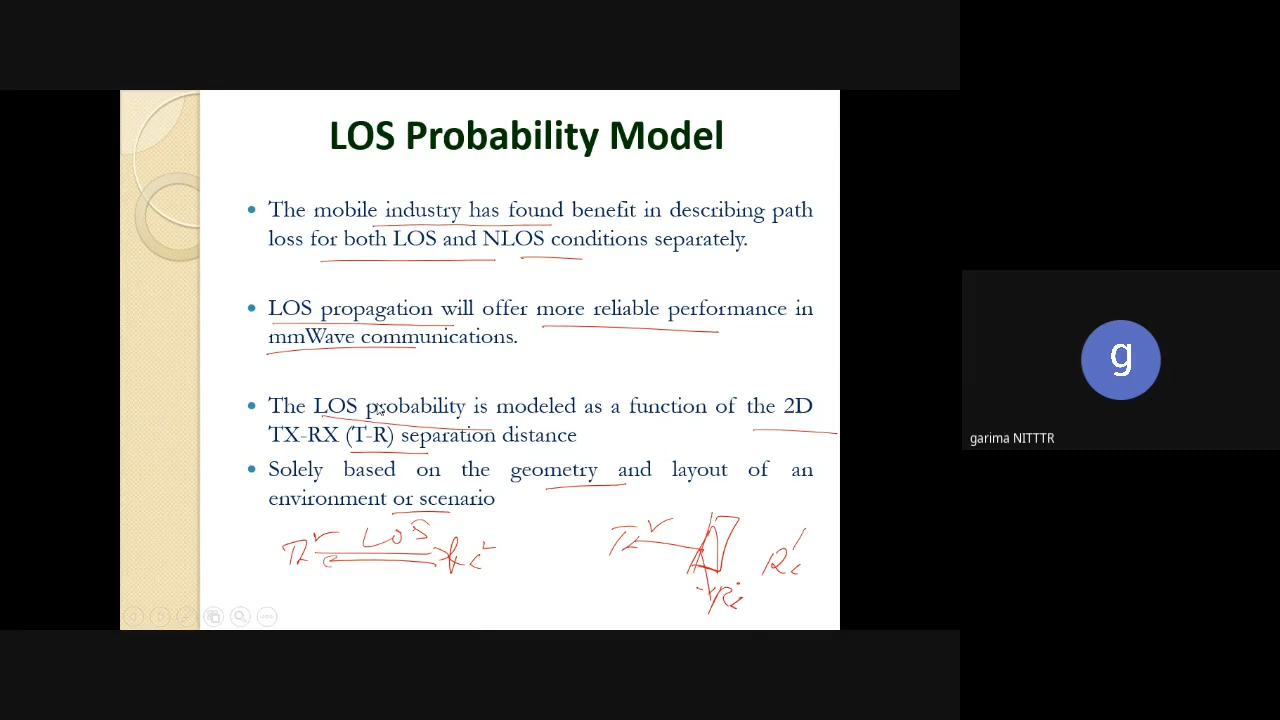 LOS Probability Model
• The mobile industry has found benefit in describing path
loss for both LOS and NLOS conditions separately.
• LOS propagation will offer more reliable performance in
mmWave communications.
• The LOS probability is modeled as a function of the 2D
TX-RX (T-R) separation distance
• Solely based on the geometry and layout of an
environment or scenario
LOS
g
garima NITTTR